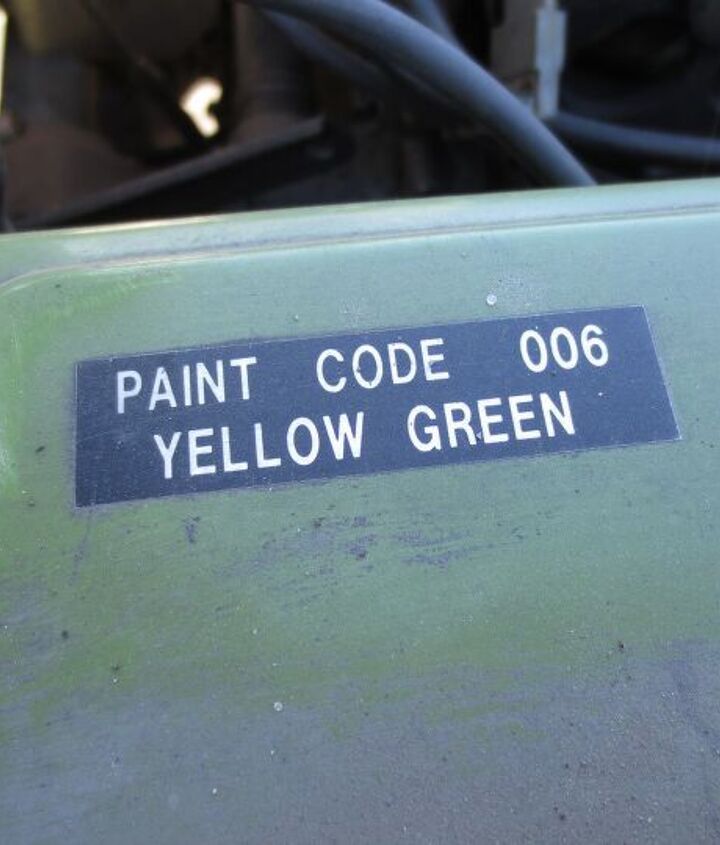 PAINT CODE 006
YELLOW GREEN